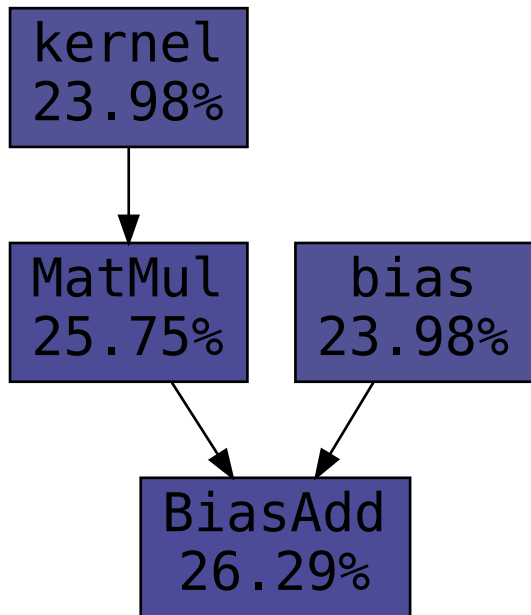 kernel
23.98%
MatMul
25.75%
bias
23.98%
BiasAdd
26.29%